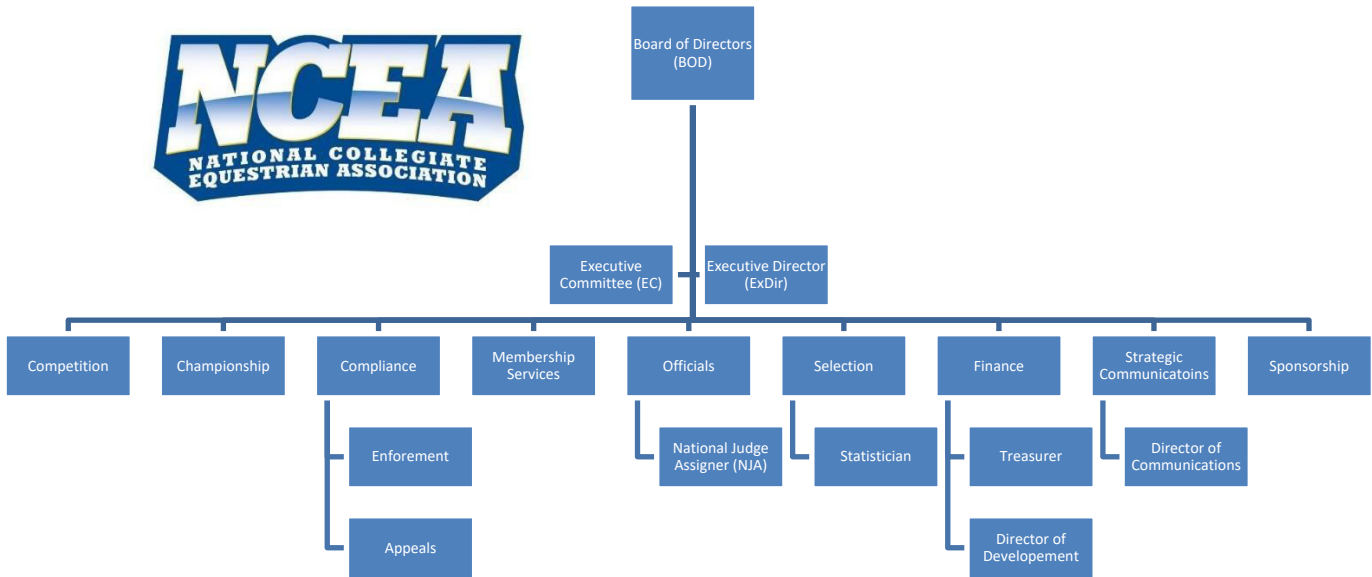 NCEA
NATIONAL COLLEGIATE
EQUESTRIAN ASSOCIATION
Board of Directors
(BOD)
Executive
Committee (EC)
Executive Director
(ExDir)
Competition
Championship
Compliance
Membership
Services
Officials
Selection
Finance
Strategic
Communicatoins
Sponsorship
Enforement
National Judge
Assigner (NJA)
Statistician
Treasurer
Director of
Communications
Appeals
Director of
Developement